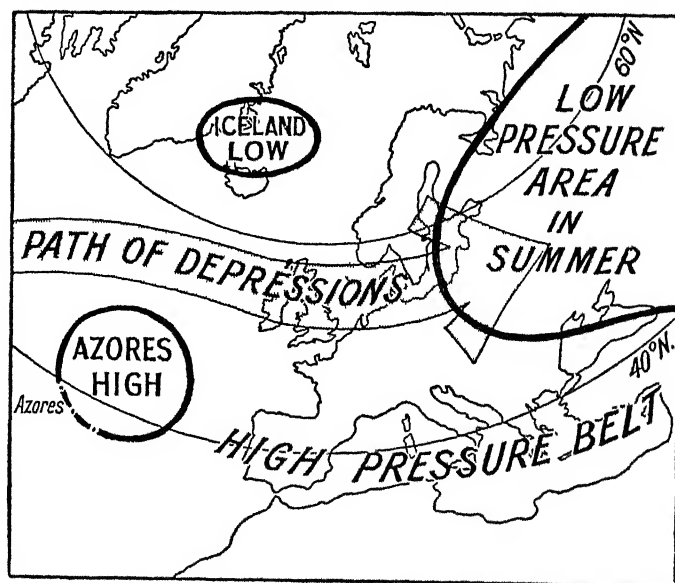 60°N
LOW
PRESSURE
AREA
IN
SUMMER
ICELAND
LOW
PATH OF DEPRESSIONS
AZORES
HIGH
Azores
40°N.
HIGH PRESSURE BELT